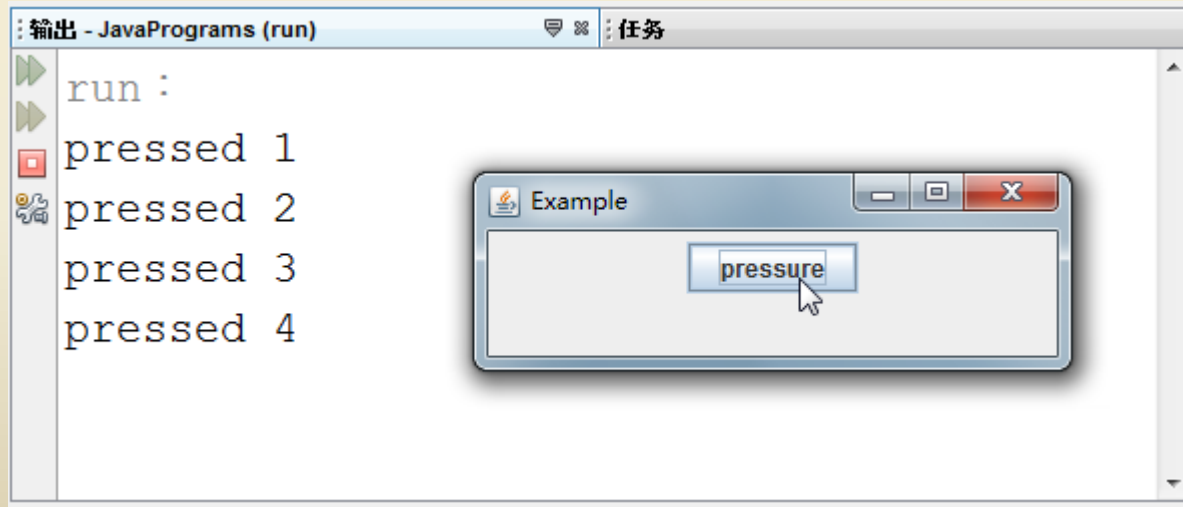 输出 - JavaPrograms (run)
任务
run：
pressed 1
pressed 2
pressed 3
pressed 4
Example
pressure